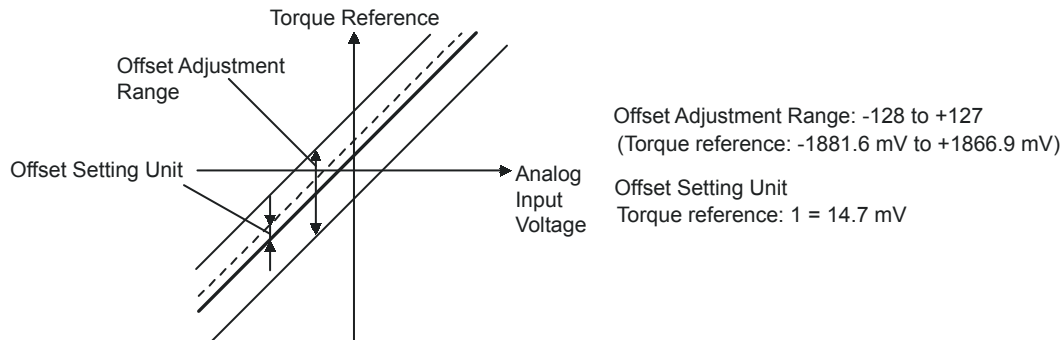 Torque Reference
Offset Adjustment
Range
Offset Setting Unit
Analog
Input
Voltage
Offset Adjustment Range: -128 to +127
(Torque reference: -1881.6 mV to +1866.9 mV)
Offset Setting Unit
Torque reference: 1 = 14.7 mV